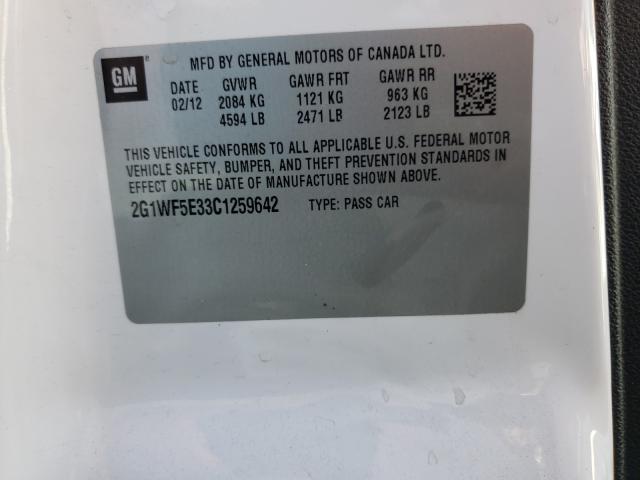 GM
MFD BY GENERAL MOTORS OF CANADA LTD.
DATE GVWR GAWR FRT GAWR RR
02/12 2084 KG 1121 KG 963 KG
4594 LB 2471 LB 2123 LB
THIS VEHICLE CONFORMS TO ALL APPLICABLE U.S. FEDERAL MOTOR
VEHICLE SAFETY, BUMPER, AND THEFT PREVENTION STANDARDS IN
EFFECT ON THE DATE OF MANUFACTURE SHOWN ABOVE.
2G1WF5E33C1259642 TYPE: PASS CAR